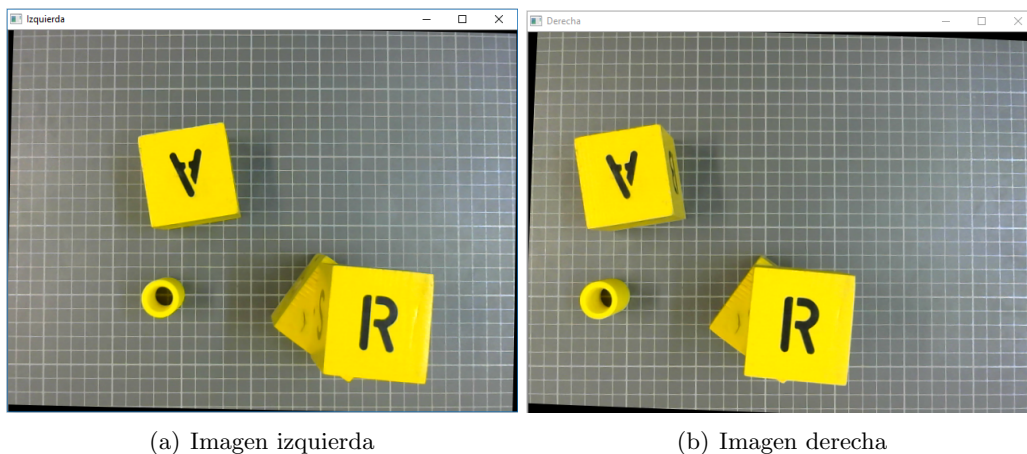 Izquierda
Derecha
A
A
R
R
(a) Imagen izquierda
(b) Imagen derecha